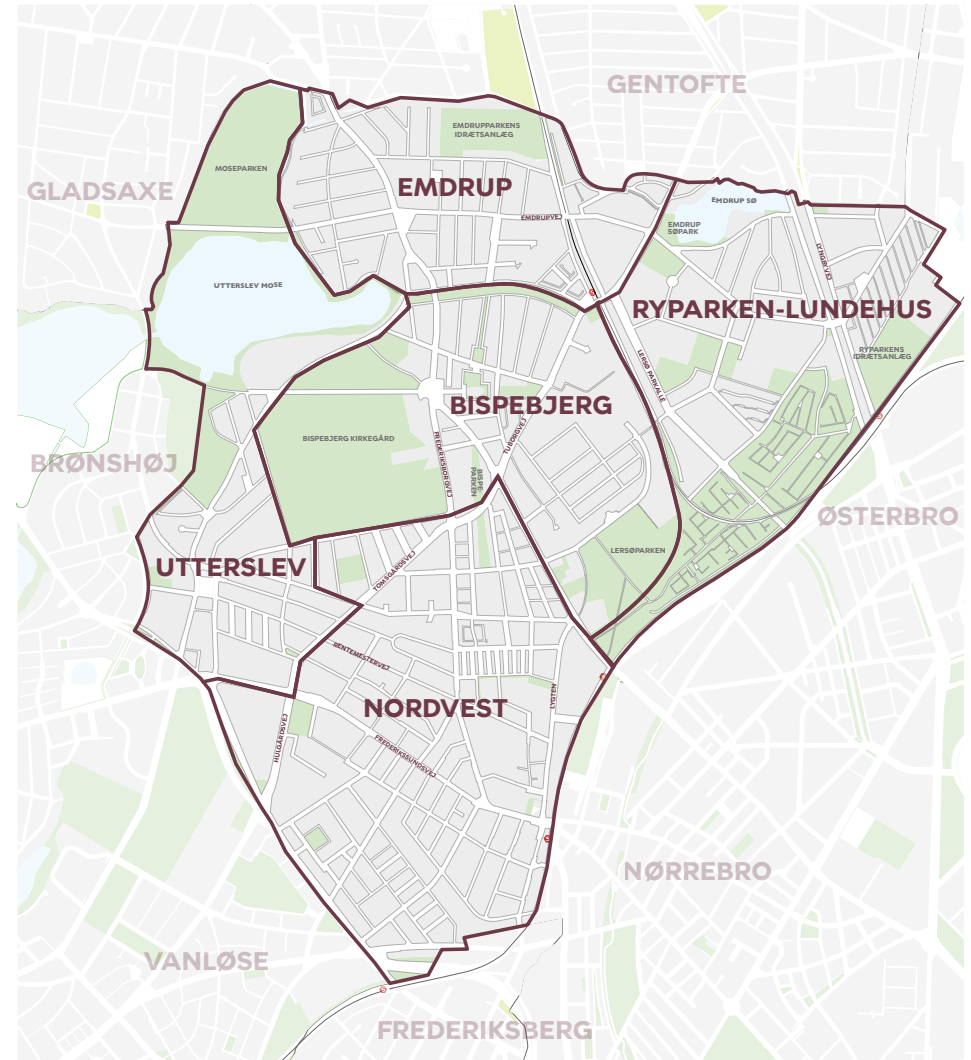 GENTOFTE
EMDRUPPARKENS
IDRÆTSANLÆG
MOSEPARKEN
GLADSAXE
EMDRUP
EMDRUP SØ
EMDRUPVEJ
EMDRUP
SØPARK
LYNGBYVEJ
UTTERSLEV MOSE
RYPARKEN-LUNDEHUS
RYPARKENS
IDRÆTSANLÆG
LERSØ PARKALLE
BISPEBJERG
TUBORGVEJ
BISPEBJERG KIRKEGÅRD
FREDERIKSBORGVEJ
BRØNSHØJ
BISPE-
PARKEN
ØSTERBRO
LERSØPARKEN
UTTERSLEV
TOMSGÅRDSVEJ
RENTEMESTERVEJ
LYGTEN
NORDVEST
HULGÅRDSVEJ
FREDERIKSSUNDSVEJ
NØRREBRO
VANLØSE
FREDERIKSBERG